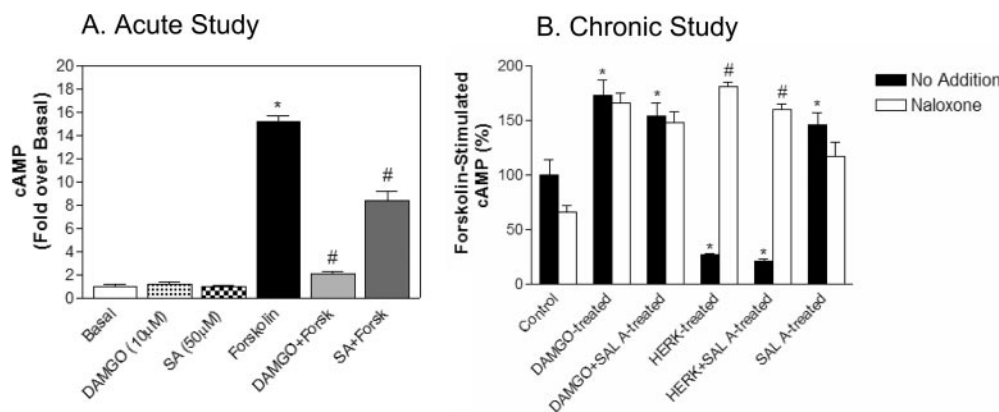 A. Acute Study
cAMP
(Fold over Basal)
20
18
16
14
12
10
8
6
4
2
0
*
#
#
Basal
DAMGO (10µM)
SA (50µM)
Forskolin
DAMGO+Forsk
SA+Forsk
B. Chronic Study
Forskolin-Stimulated
cAMP (%)
200
150
100
50
0
*
*
*
#
*
#
*
Control
DAMGO-treated
DAMGO+SAL A-treated
HERK-treated
HERK+SAL A-treated
SAL A-treated
No Addition
Naloxone